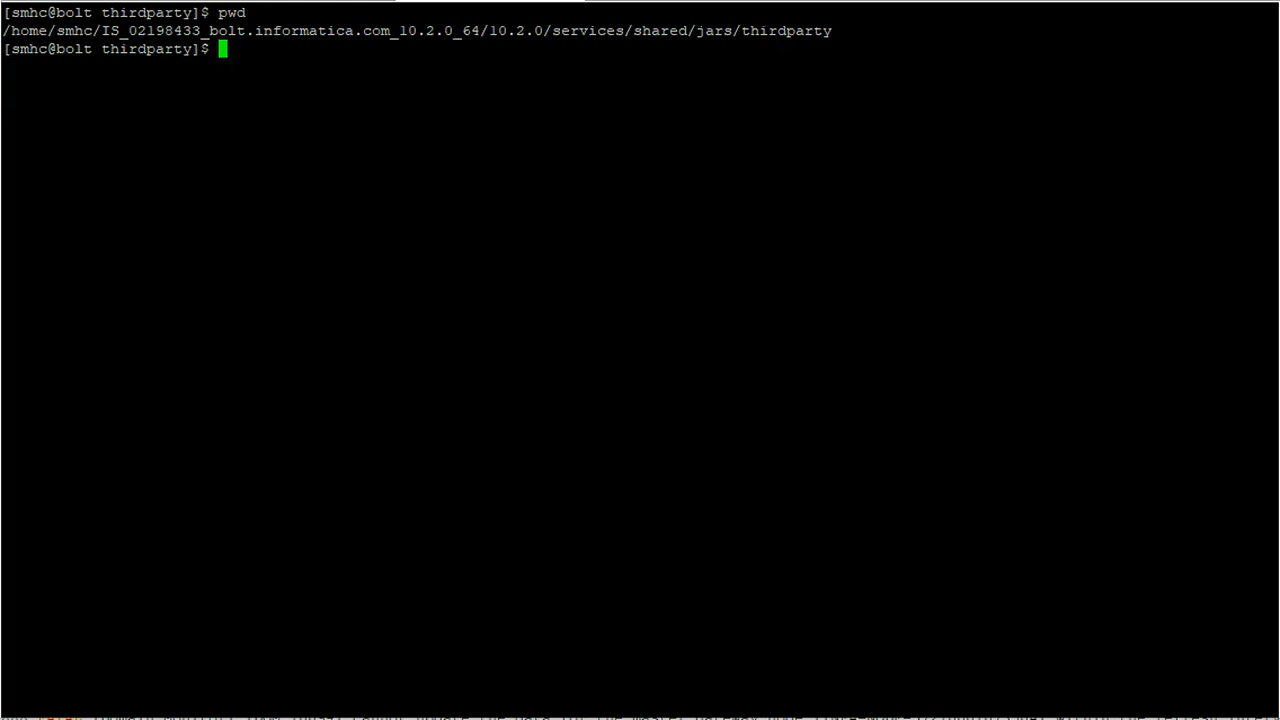 [smhc@bolt thirdparty]$ pwd
/home/smhc/IS_02198433_bolt.informatica.com_10.2.0_64/10.2.0/services/shared/jars/thirdparty
[smhc@bolt thirdparty]$